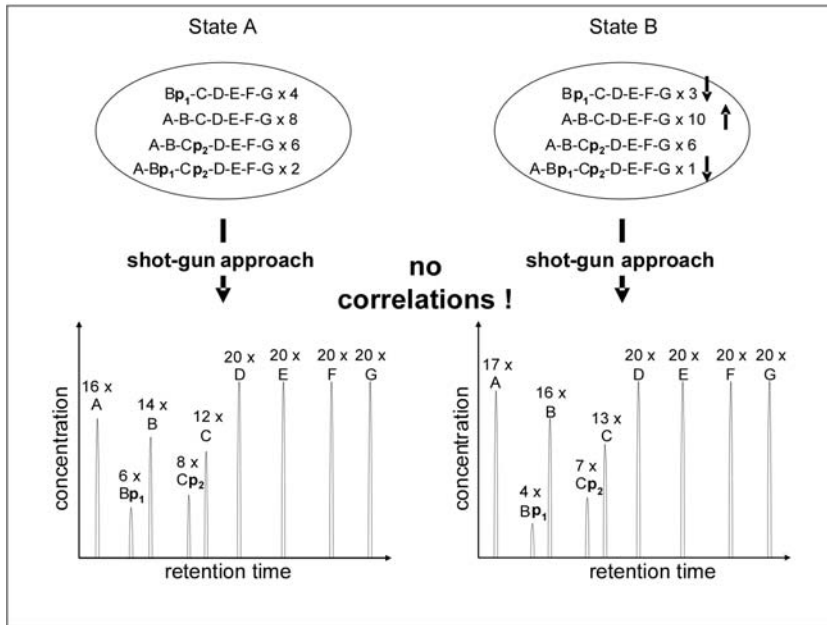 State A
Bp₁-C-D-E-F-G x 4
A-B-C-D-E-F-G x 8
A-B-Cp₂-D-E-F-G x 6
A-Bp₁-Cp₂-D-E-F-G x 2
shot-gun approach
State B
Bp₁-C-D-E-F-G x 3
A-B-C-D-E-F-G x 10
A-B-Cp₂-D-E-F-G x 6
A-Bp₁-Cp₂-D-E-F-G x 1
shot-gun approach
no
correlations !
concentration
16 x
A
6 x
Bp₁
14 x
B
8 x
Cp₂
12 x
C
20 x
D
20 x
E
20 x
F
20 x
G
retention time
concentration
17 x
A
4 x
Bp₁
16 x
B
7 x
Cp₂
13 x
C
20 x
D
20 x
E
20 x
F
20 x
G
retention time